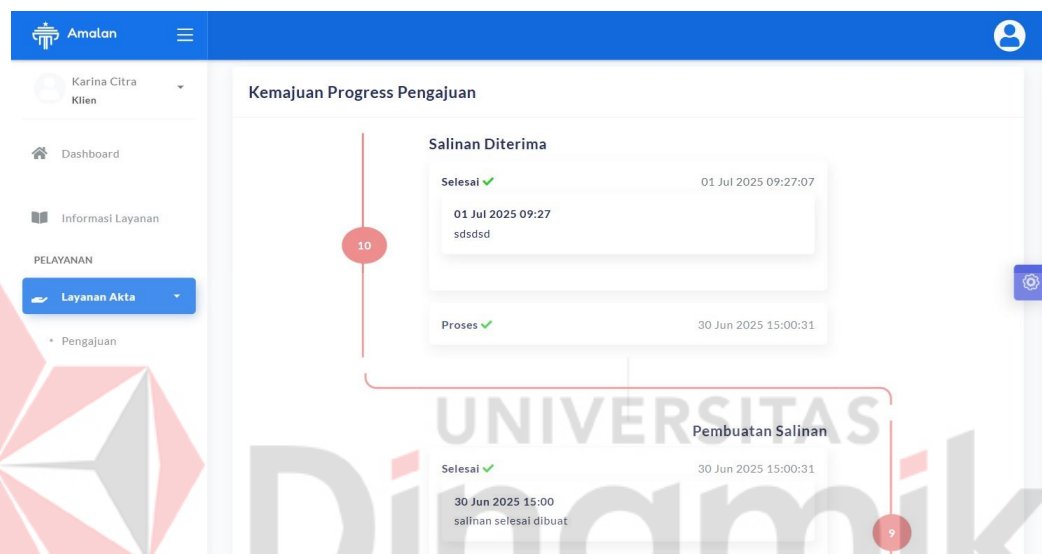 Amalan
Karina Citra
Klien
Dashboard
Informasi Layanan
PELAYANAN
Layanan Akta
Pengajuan
Kemajuan Progress Pengajuan
Salinan Diterima
Selesai 01 Jul 2025 09:27:07
01 Jul 2025 09:27
sdsdsd
10
Proses 30 Jun 2025 15:00:31
UNIVERSITAS
Dinamika
Pembuatan Salinan
Selesai 30 Jun 2025 15:00:31
30 Jun 2025 15:00
salinan selesai dibuat
9